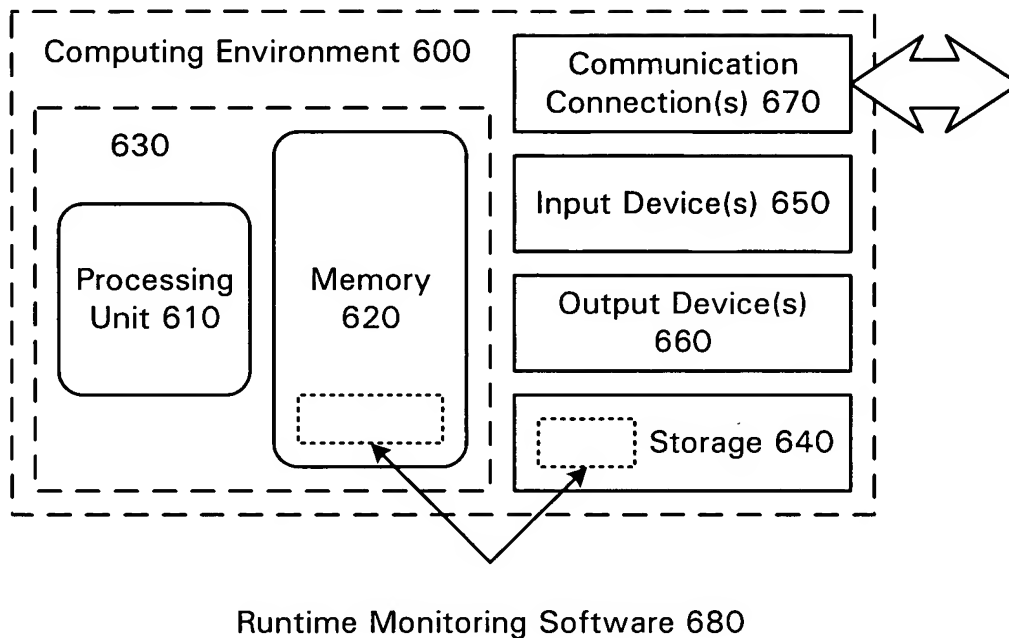 Computing Environment 600
630
Processing
Unit 610
Memory
620
Communication
Connection(s) 670
Input Device(s) 650
Output Device(s)
660
Storage 640
Runtime Monitoring Software 680